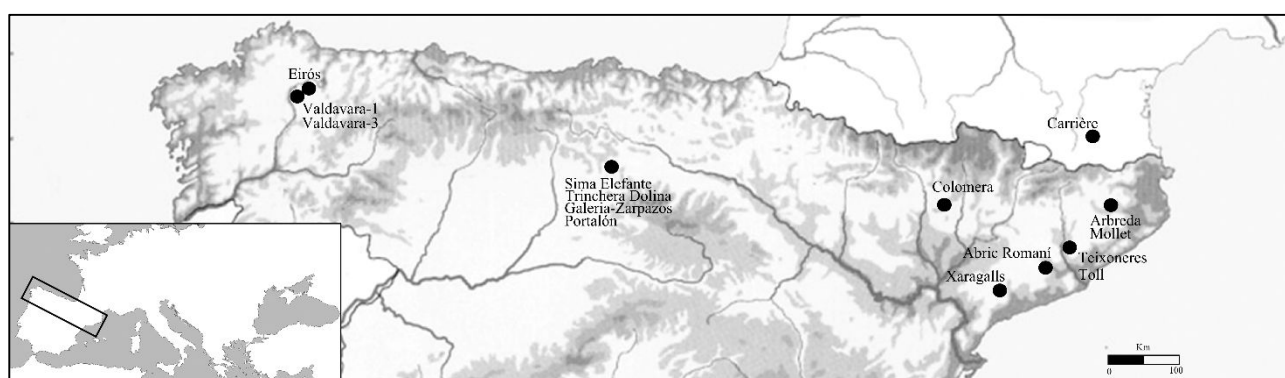 Eirós
Valdavara-1
Valdavara-3
Carrière
Sima Elefante
Trinchera Dolina
Galería-Zarpazos
Portalón
Colomera
Arbreda
Mollet
Abric Romaní
Teixoneres
Toll
Xaragalls
Km
0 100